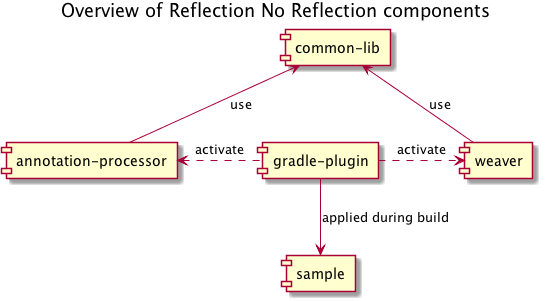 Overview of Reflection No Reflection components
common-lib
use
use
annotation-processor
activate
gradle-plugin
activate
weaver
applied during build
sample